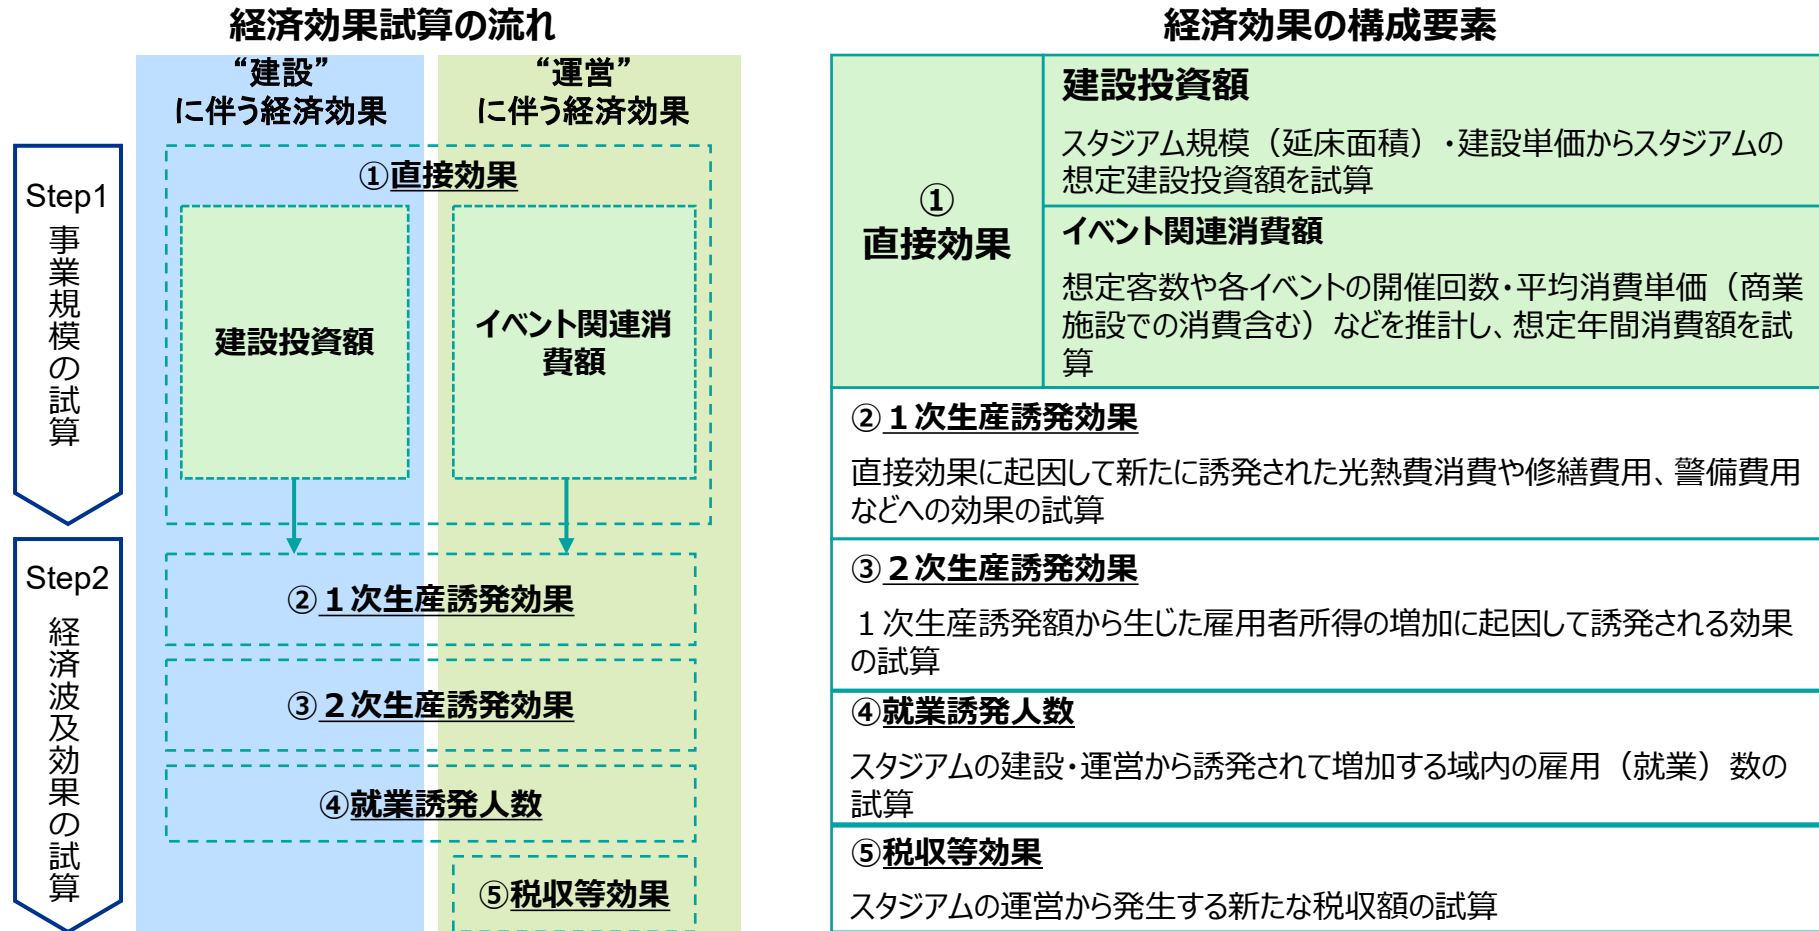 経済効果試算の流れ
“建設”
に伴う経済効果
“運営”
に伴う経済効果
Step1
事業規模の試算
①直接効果
建設投資額
イベント関連消
費額
Step2
経済波及効果の試算
②１次生産誘発効果
③２次生産誘発効果
④就業誘発人数
⑤税収等効果
経済効果の構成要素
①
直接効果
建設投資額
スタジアム規模（延床面積）・建設単価からスタジアムの
想定建設投資額を試算
イベント関連消費額
想定客数や各イベントの開催回数・平均消費単価（商業
施設での消費含む）などを推計し、想定年間消費額を試
算
②１次生産誘発効果
直接効果に起因して新たに誘発された光熱費消費や修繕費用、警備費用
などへの効果の試算
③２次生産誘発効果
１次生産誘発額から生じた雇用者所得の増加に起因して誘発される効果
の試算
④就業誘発人数
スタジアムの建設・運営から誘発されて増加する域内の雇用（就業）数の
試算
⑤税収等効果
スタジアムの運営から発生する新たな税収額の試算